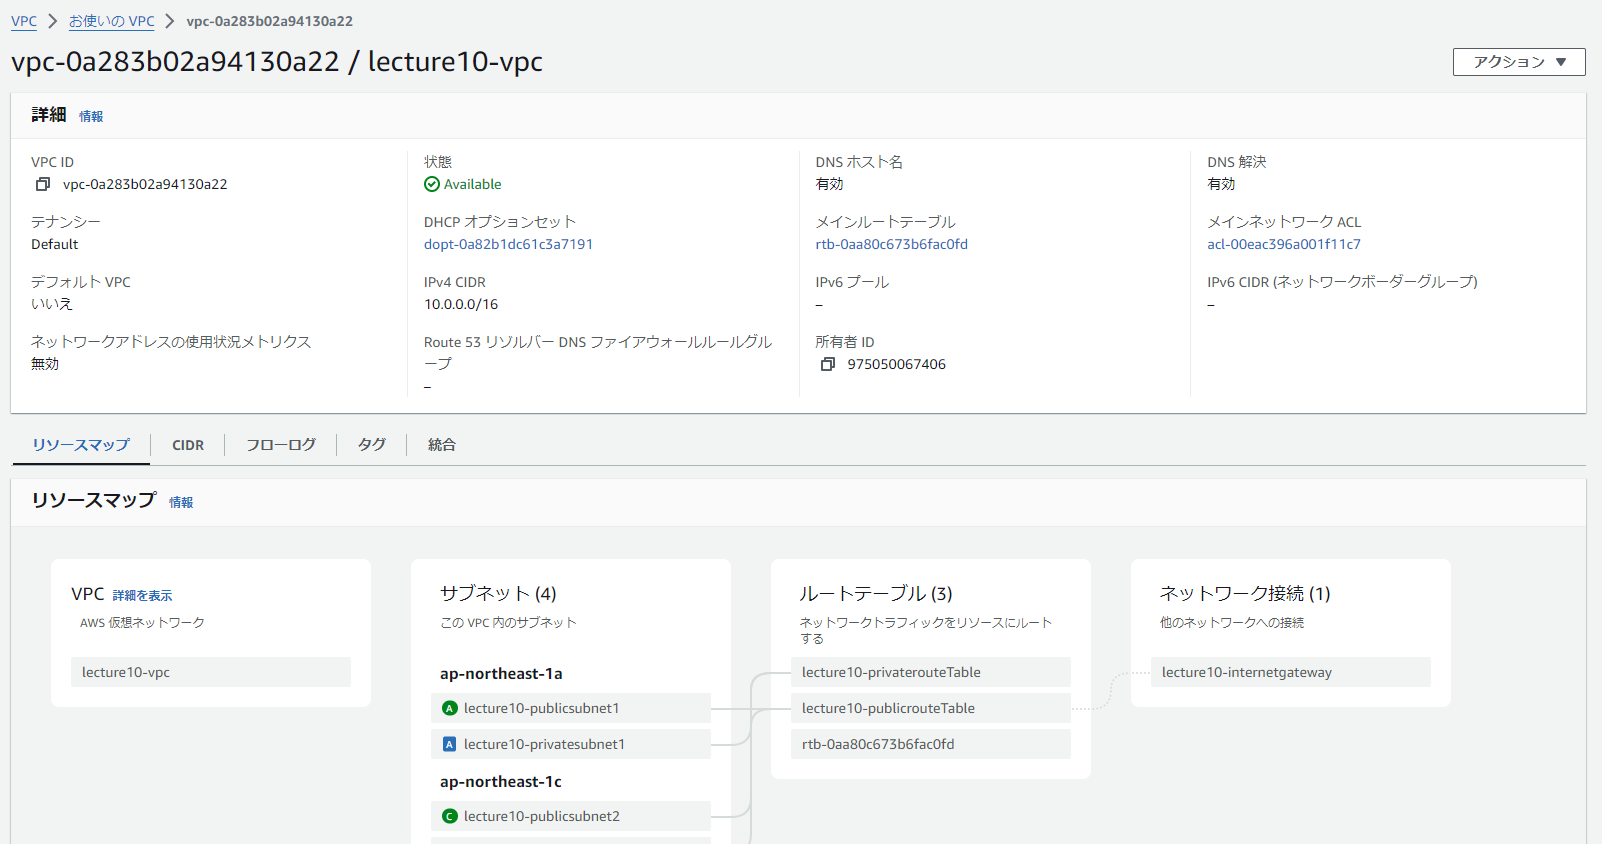 VPC > お使いの VPC > vpc-0a283b02a94130a22
vpc-0a283b02a94130a22 / lecture10-vpc
アクション ▼
詳細 情報
VPC ID
vpc-0a283b02a94130a22
状態
Available
DNS ホスト名
有効
DNS 解決
有効
テナンシー
Default
DHCP オプションセット
dopt-0a82b1dc61c3a7191
メインルートテーブル
rtb-0aa80c673b6fac0fd
メインネットワーク ACL
acl-00eac396a001f11c7
デフォルト VPC
いいえ
IPv4 CIDR
10.0.0.0/16
IPv6 プール
–
IPv6 CIDR (ネットワークボーダーグループ)
–
ネットワークアドレスの使用状況メトリクス
無効
Route 53 リゾルバー DNS ファイアウォールルールグル
ープ
–
所有者 ID
975050067406
リソースマップ CIDR フローログ タグ 統合
リソースマップ 情報
VPC 詳細を表示
AWS 仮想ネットワーク
lecture10-vpc
サブネット (4)
この VPC 内のサブネット
ap-northeast-1a
A lecture10-publicsubnet1
A lecture10-privatesubnet1
ap-northeast-1c
C lecture10-publicsubnet2
ルートテーブル (3)
ネットワークトラフィックをリソースにルート
する
lecture10-privaterouteTable
lecture10-publicrouteTable
rtb-0aa80c673b6fac0fd
ネットワーク接続 (1)
他のネットワークへの接続
lecture10-internetgateway